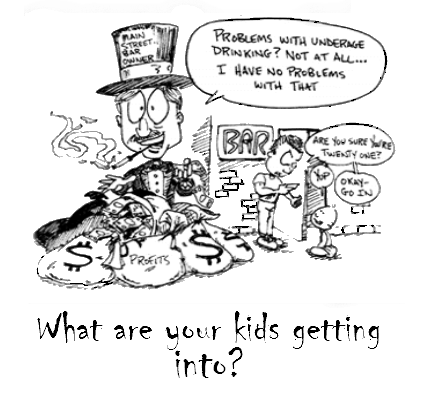 MAIN
STREET
BAR
OWNER
PROBLEMS WITH UNDERAGE
DRINKING? NOT AT ALL...
I HAVE NO PROBLEMS
WITH THAT
BAR
ARE YOU SURE YOU'RE
TWENTY ONE?
YUP
OKAY-
GO IN
$
PROFITS
$
$
What are your kids getting
into?